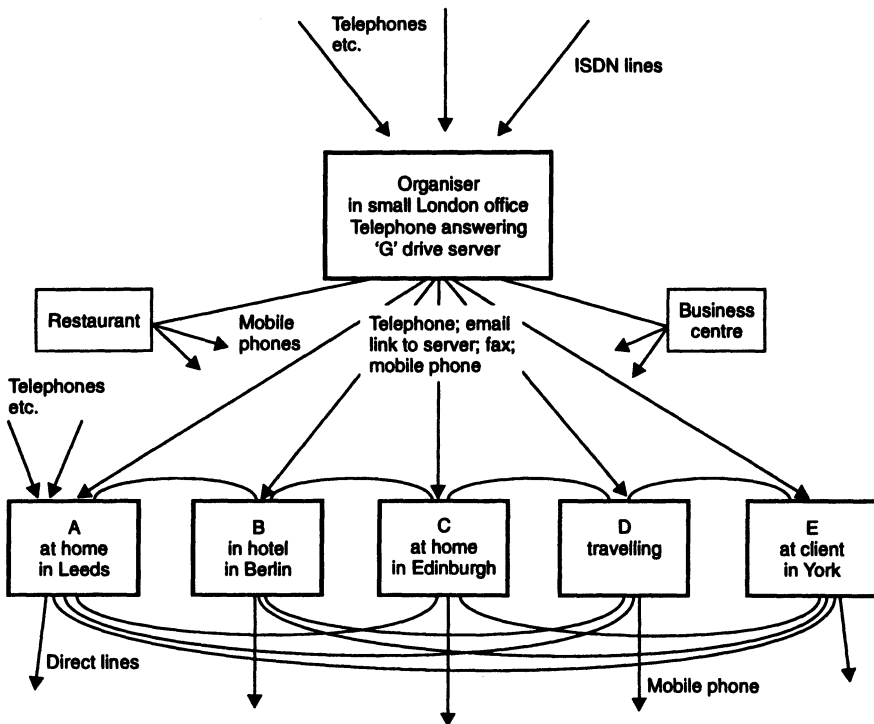 Telephones
etc.
ISDN lines
Organiser
in small London office
Telephone answering
‘G’ drive server
Restaurant
Mobile
phones
Telephone; email
link to server; fax;
mobile phone
Business
centre
Telephones
etc.
A
at home
in Leeds
B
in hotel
in Berlin
C
at home
in Edinburgh
D
travelling
E
at client
in York
Direct lines
Mobile phone